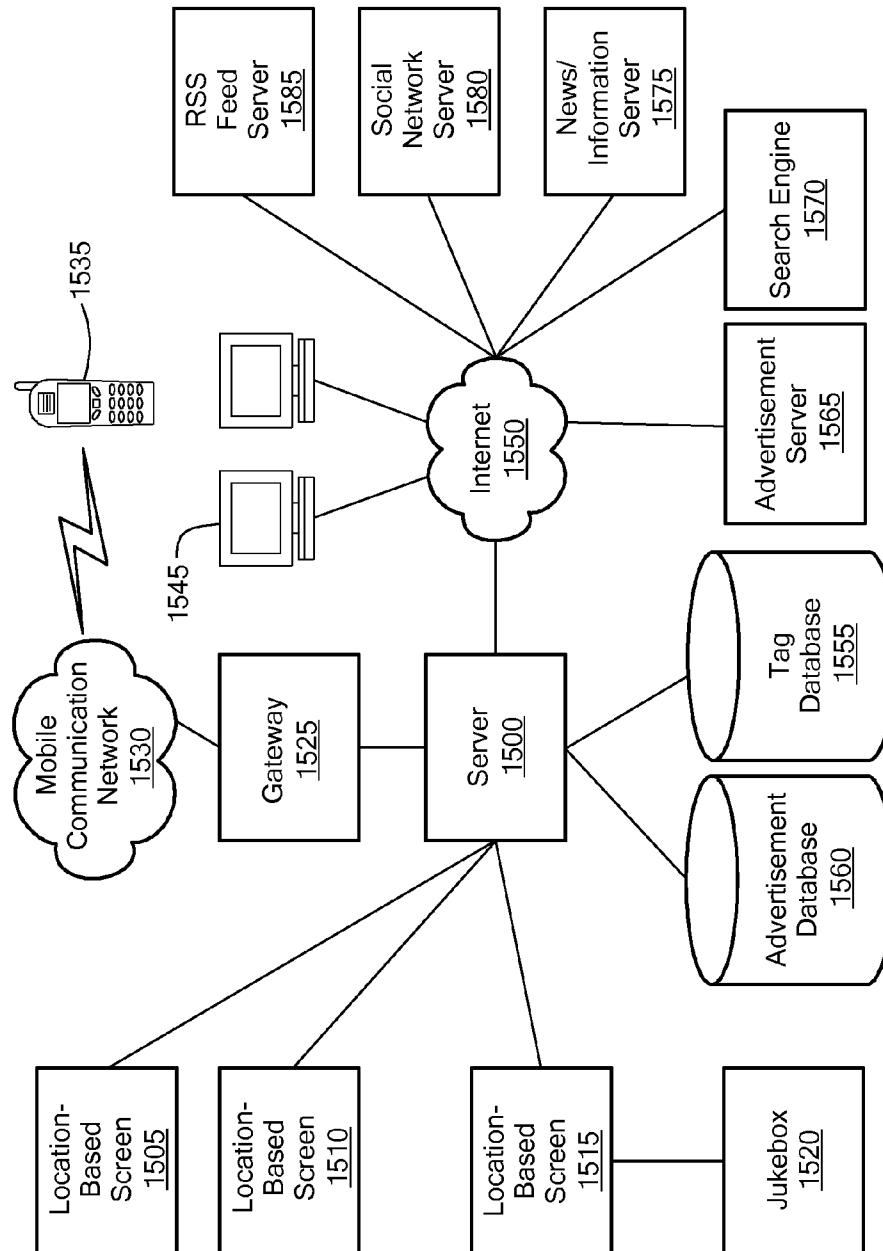 Location-
Based
Screen
1505
Location-
Based
Screen
1510
Location-
Based
Screen
1515
Jukebox
1520
Mobile
Communication
Network
1530
Gateway
1525
Server
1500
Advertisement
Database
1560
Tag
Database
1555
1535
1545
Internet
1550
RSS
Feed
Server
1585
Social
Network
Server
1580
News/
Information
Server
1575
Advertisement
Server
1565
Search Engine
1570